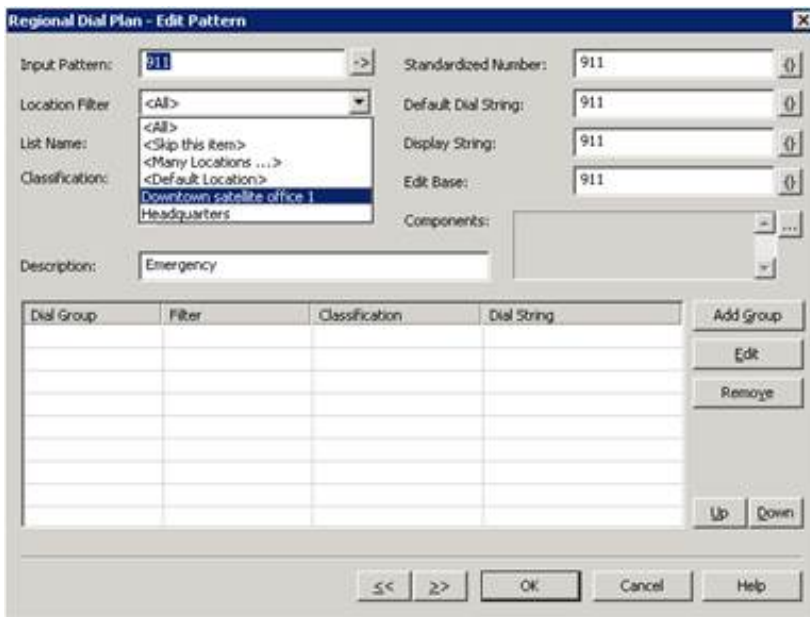 Regional Dial Plan - Edit Pattern
Input Pattern:
911
->
Standardized Number:
911
{}
Location Filter
<All>
Default Dial String:
911
{}
<All>
<Skip this item>
<Many Locations ...>
<Default Location>
Downtown satellite office 1
Headquarters
List Name:
Display String:
911
{}
Classification:
Edit Base:
911
{}
Components:
...
Description:
Emergency
Dial Group
Filter
Classification
Dial String
Add Group
Edit
Remove
Up
Down
<<
>>
OK
Cancel
Help